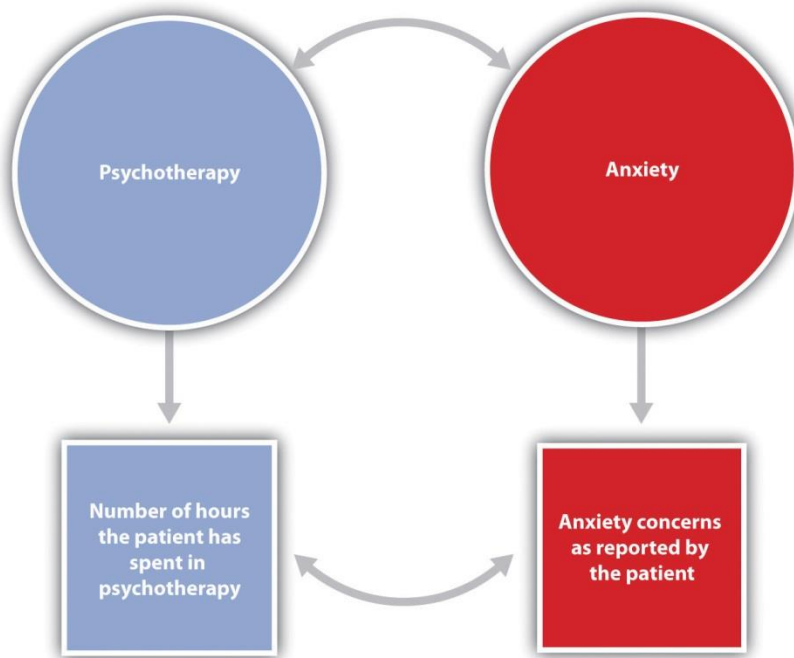 Psychotherapy
Anxiety
Number of hours
the patient has
spent in
psychotherapy
Anxiety concerns
as reported by
the patient